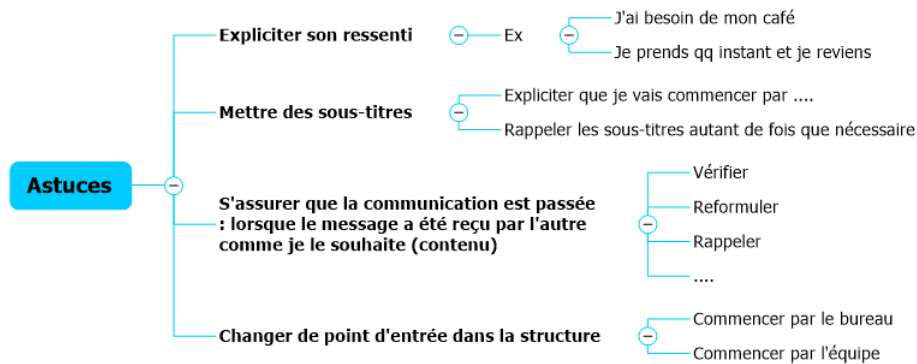 Astuces
Expliciter son ressenti
Ex
J'ai besoin de mon café
Je prends qq instant et je reviens
Mettre des sous-titres
Expliciter que je vais commencer par ....
Rappeler les sous-titres autant de fois que nécessaire
S'assurer que la communication est passée
: lorsque le message a été reçu par l'autre
comme je le souhaite (contenu)
Vérifier
Reformuler
Rappeler
....
Changer de point d'entrée dans la structure
Commencer par le bureau
Commencer par l'équipe